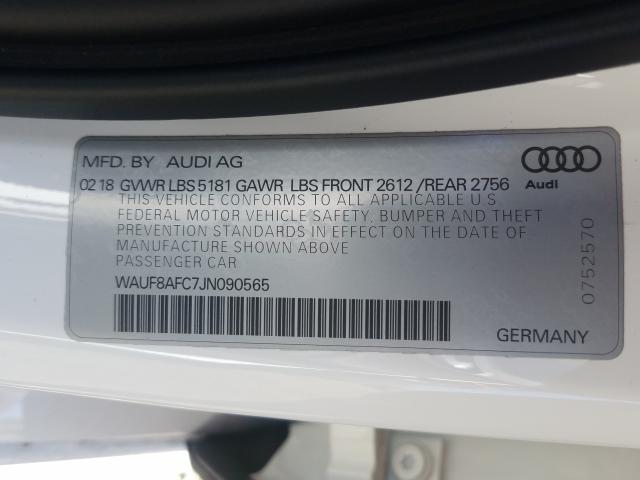 MFD. BY AUDI AG
Audi
02 18 GVWR LBS 5181 GAWR LBS FRONT 2612 /REAR 2756
THIS VEHICLE CONFORMS TO ALL APPLICABLE U.S
FEDERAL MOTOR VEHICLE SAFETY. BUMPER AND THEFT
PREVENTION STANDARDS IN EFFECT ON THE DATE OF
MANUFACTURE SHOWN ABOVE
PASSENGER CAR
WAUF8AFC7JN090565
GERMANY
0752570